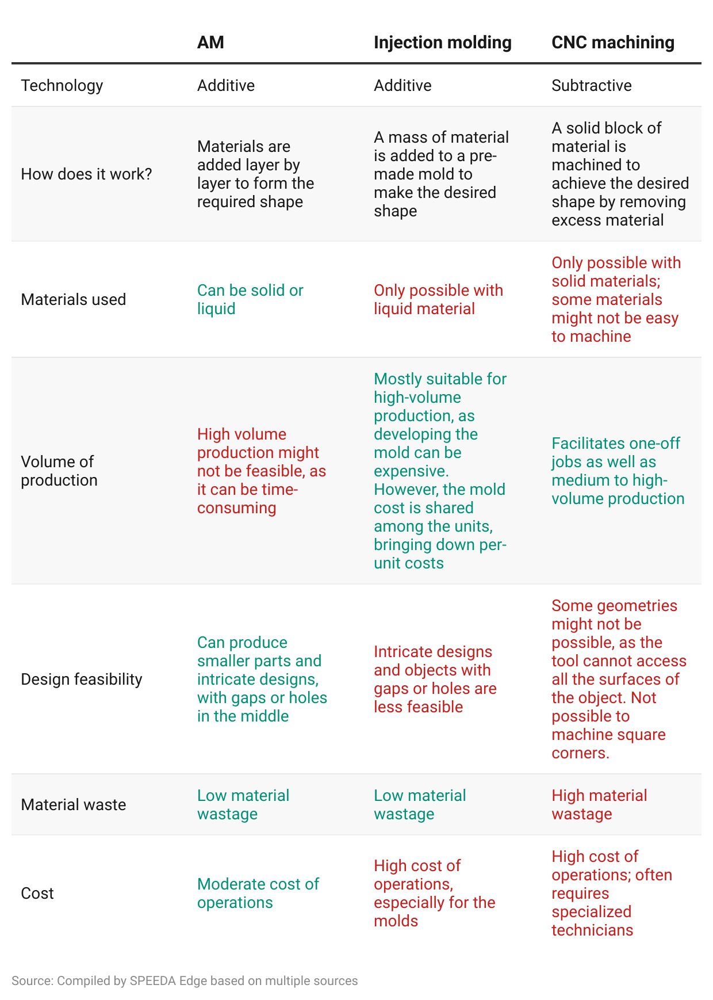 AM
Injection molding
CNC machining
Technology
Additive
Additive
Subtractive
How does it work?
Materials are
added layer by
layer to form the
required shape
A mass of material
is added to a pre-
made mold to
make the desired
shape
A solid block of
material is
machined to
achieve the desired
shape by removing
excess material
Materials used
Can be solid or
liquid
Only possible with
liquid material
Only possible with
solid materials;
some materials
might not be easy
to machine
Volume of
production
High volume
production might
not be feasible, as
it can be time-
consuming
Mostly suitable for
high-volume
production, as
developing the
mold can be
expensive.
However, the mold
cost is shared
among the units,
bringing down per-
unit costs
Facilitates one-off
jobs as well as
medium to high-
volume production
Design feasibility
Can produce
smaller parts and
intricate designs,
with gaps or holes
in the middle
Intricate designs
and objects with
gaps or holes are
less feasible
Some geometries
might not be
possible, as the
tool cannot access
all the surfaces of
the object. Not
possible to
machine square
corners.
Material waste
Low material
wastage
Low material
wastage
High material
wastage
Cost
Moderate cost of
operations
High cost of
operations,
especially for the
molds
High cost of
operations; often
requires
specialized
technicians
Source: Compiled by SPEEDA Edge based on multiple sources